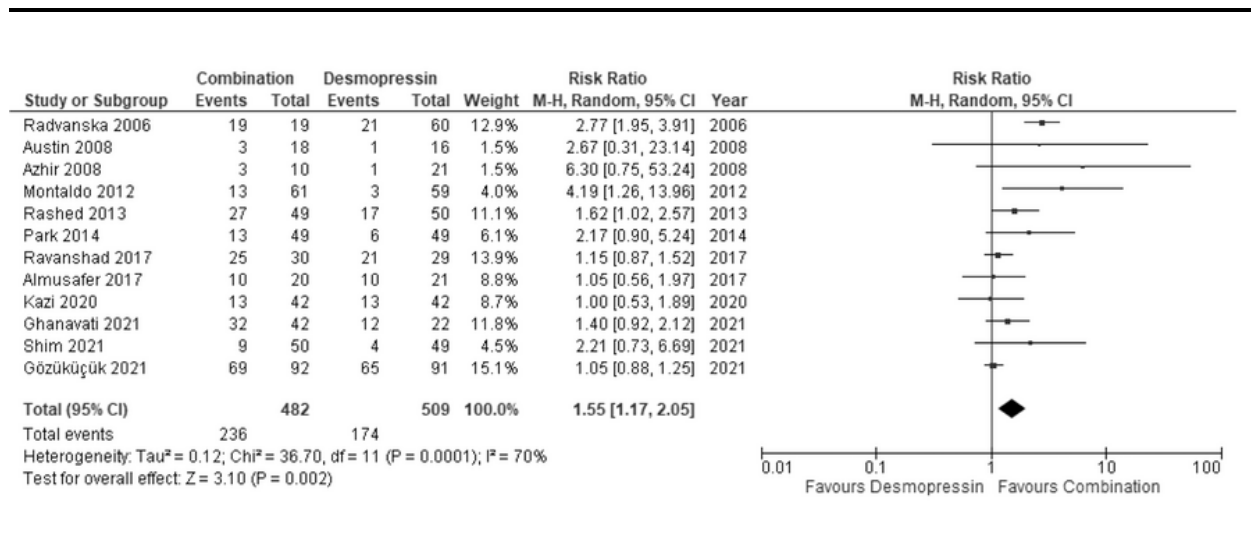 Combination Desmopressin Risk Ratio Risk Ratio
Study or Subgroup Events Total Events Total Weight M-H, Random, 95% CI Year M-H, Random, 95% CI
Radvanska 2006 19 19 21 60 12.9% 2.77 [1.95, 3.91] 2006
Austin 2008 3 18 1 16 1.5% 2.67 [0.31, 23.14] 2008
Azhir 2008 3 10 1 21 1.5% 6.30 [0.75, 53.24] 2008
Montaldo 2012 13 61 3 59 4.0% 4.19 [1.26, 13.96] 2012
Rashed 2013 27 49 17 50 11.1% 1.62 [1.02, 2.57] 2013
Park 2014 13 49 6 49 6.1% 2.17 [0.90, 5.24] 2014
Ravanshad 2017 25 30 21 29 13.9% 1.15 [0.87, 1.52] 2017
Almusafer 2017 10 20 10 21 8.8% 1.05 [0.56, 1.97] 2017
Kazi 2020 13 42 13 42 8.7% 1.00 [0.53, 1.89] 2020
Ghanavati 2021 32 42 12 22 11.8% 1.40 [0.92, 2.12] 2021
Shim 2021 9 50 4 49 4.5% 2.21 [0.73, 6.69] 2021
Gözüküçük 2021 69 92 65 91 15.1% 1.05 [0.88, 1.25] 2021
Total (95% CI) 482 509 100.0% 1.55 [1.17, 2.05]
Total events 236 174
Heterogeneity: Tau² = 0.12; Chi² = 36.70, df = 11 (P = 0.0001); I² = 70%
Test for overall effect: Z = 3.10 (P = 0.002)
0.01 0.1 1 10 100
Favours Desmopressin Favours Combination